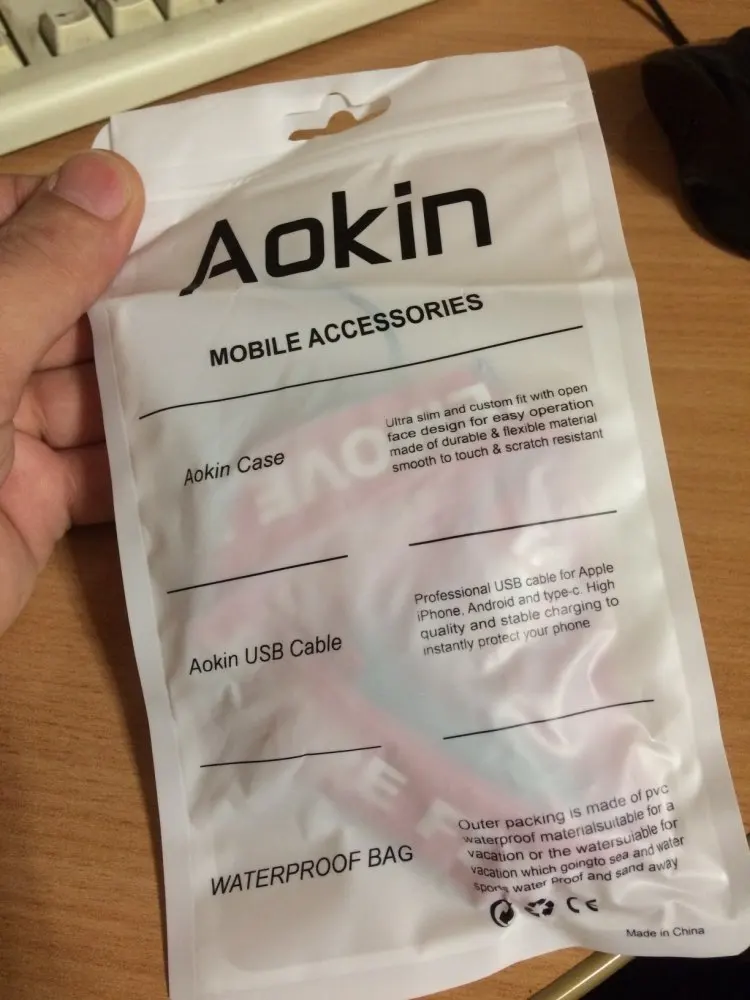 Aokin
MOBILE ACCESSORIES
Aokin Case
Ultra slim and custom fit with open
face design for easy operation
made of durable & flexible material
smooth to touch & scratch resistant
Aokin USB Cable
Professional USB cable for Apple
iPhone, Android and type-c. High
quality and stable charging to
instantly protect your phone
WATERPROOF BAG
Outer packing is made of pvc
waterproof materialsuitable for a
vacation or the watersuiable for
vacation which goingto sea and water
spons water Proof and sand away
CE
Made in China